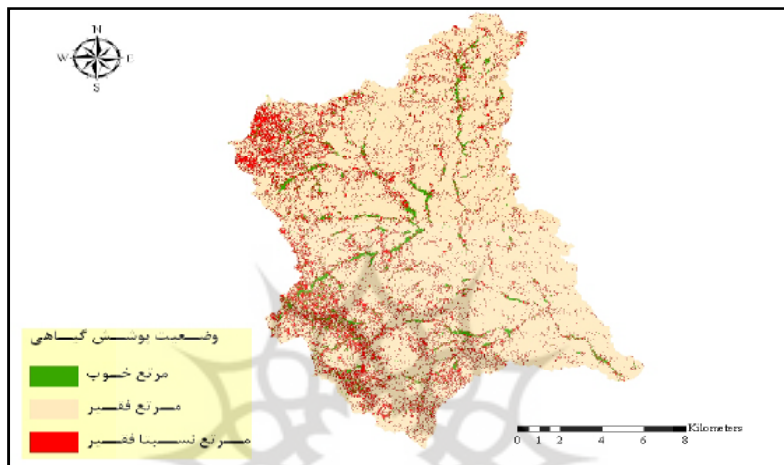 N
W E
S
وضعیت پوشش گیاهی
مرتع خوب
مرتع فقیر
مرتع نسبتا فقیر
Kilometers
0 1 2 4 6 8